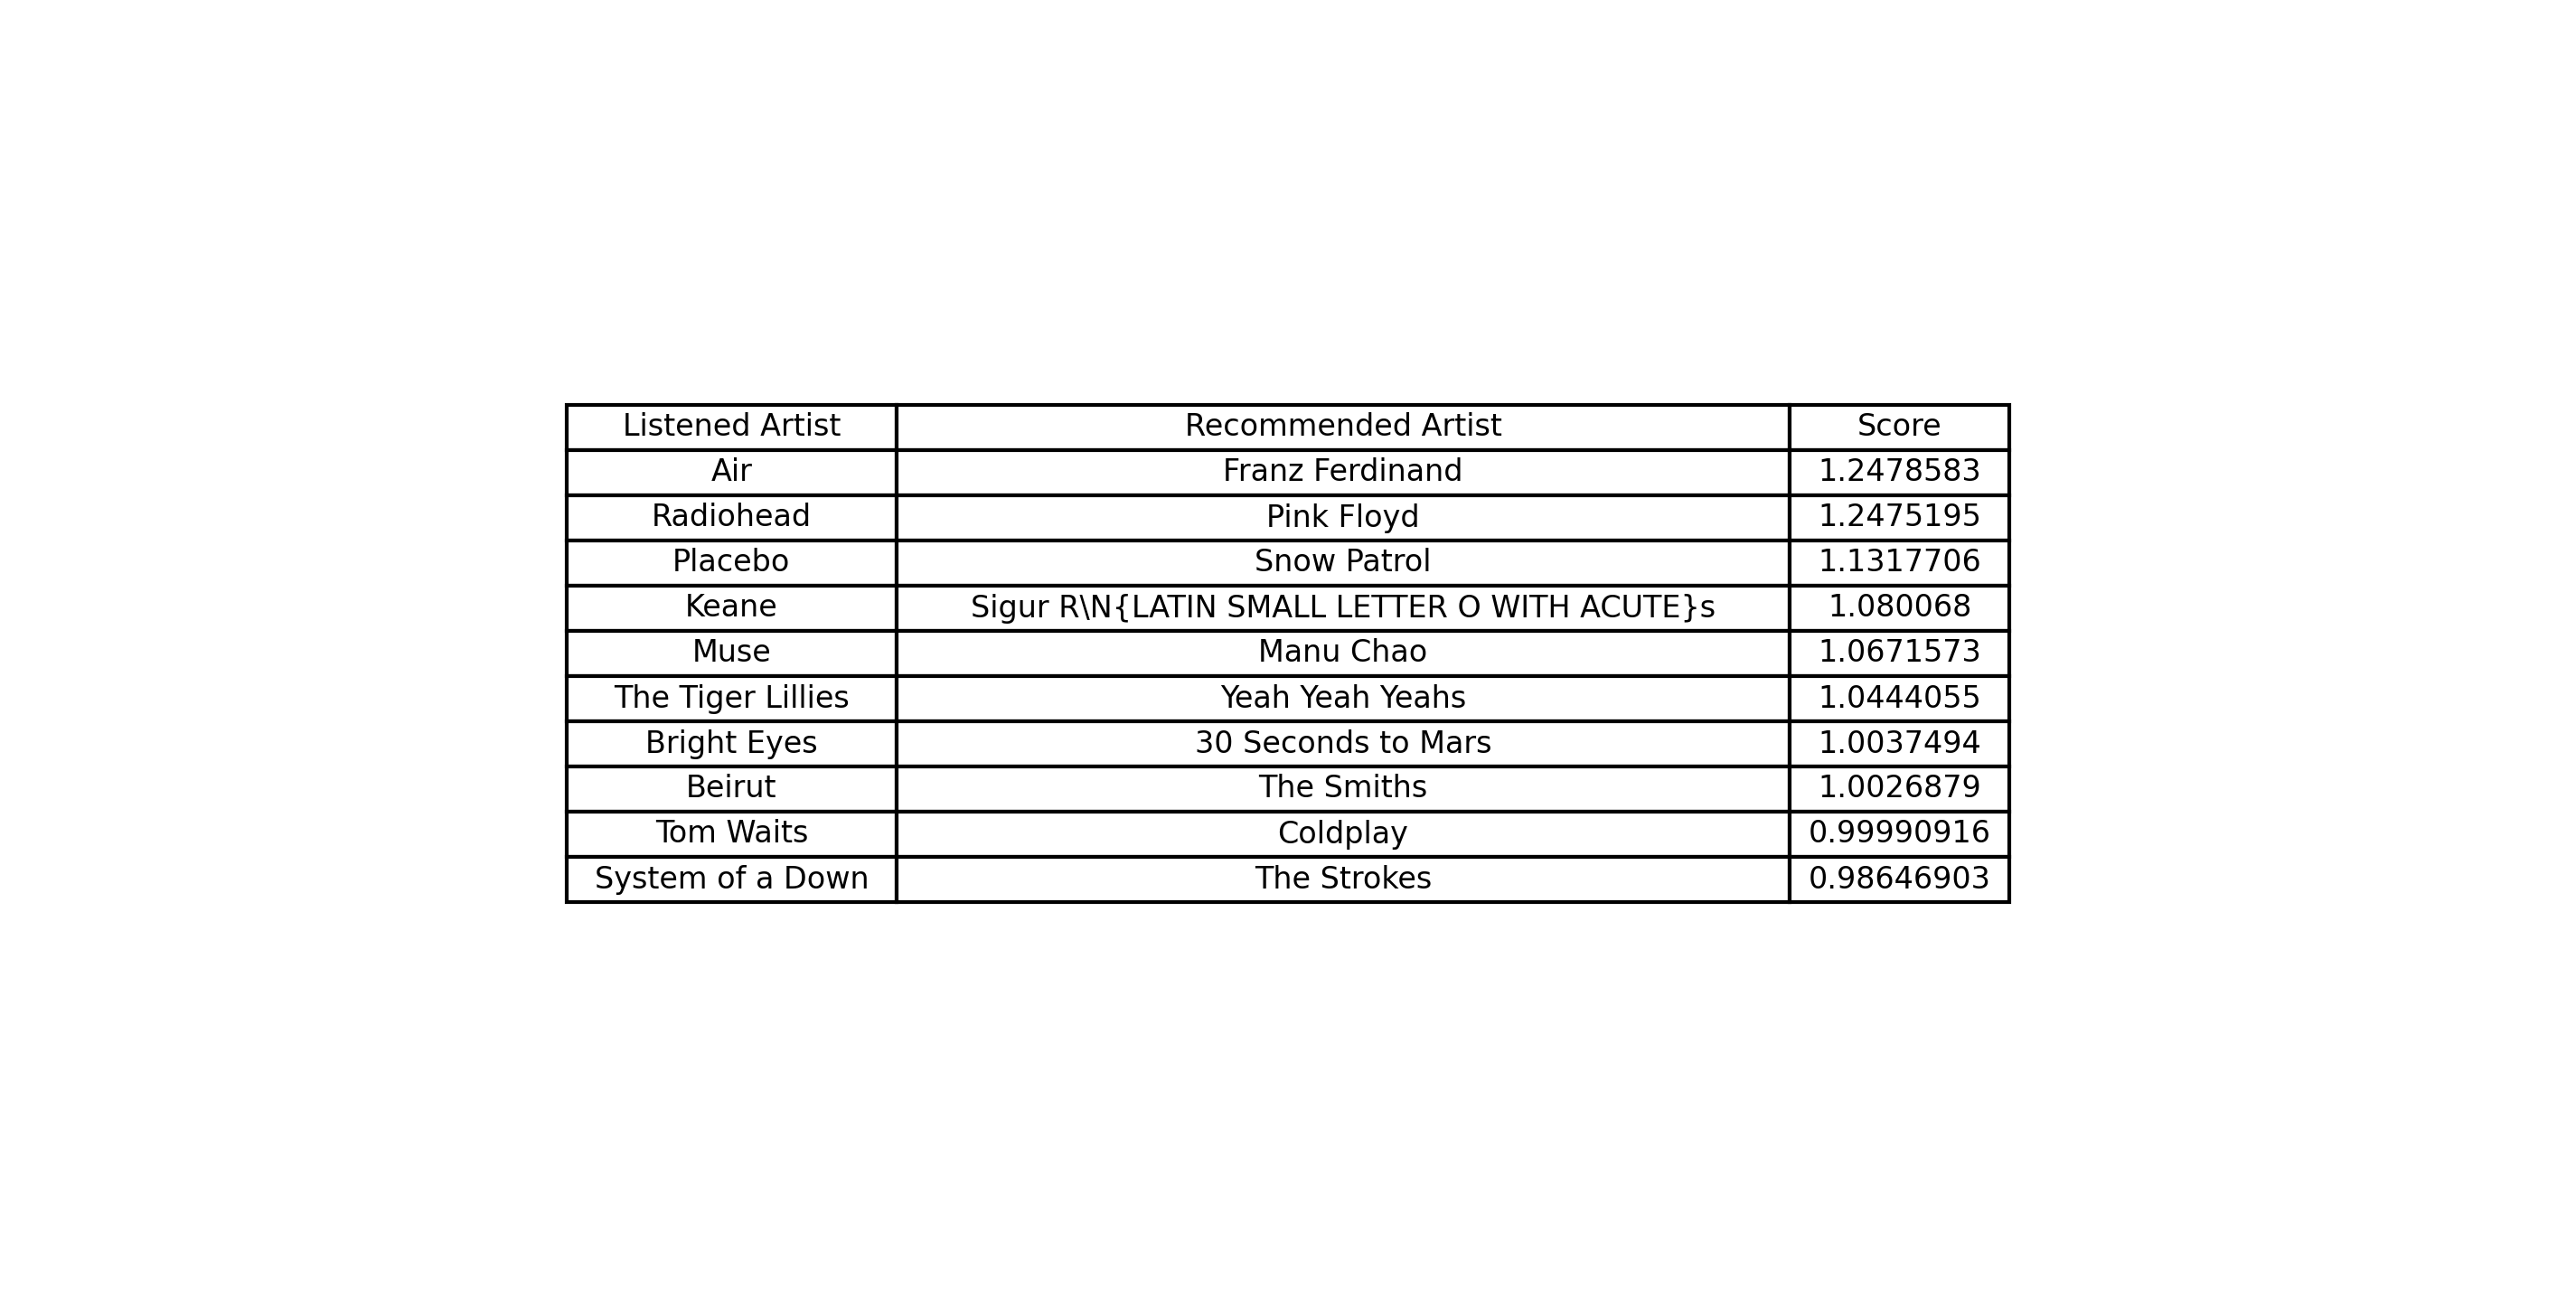 Listened Artist Recommended Artist Score
Air Franz Ferdinand 1.2478583
Radiohead Pink Floyd 1.2475195
Placebo Snow Patrol 1.1317706
Keane Sigur R\N{LATIN SMALL LETTER O WITH ACUTE}s 1.080068
Muse Manu Chao 1.0671573
The Tiger Lillies Yeah Yeah Yeahs 1.0444055
Bright Eyes 30 Seconds to Mars 1.0037494
Beirut The Smiths 1.0026879
Tom Waits Coldplay 0.99990916
System of a Down The Strokes 0.98646903